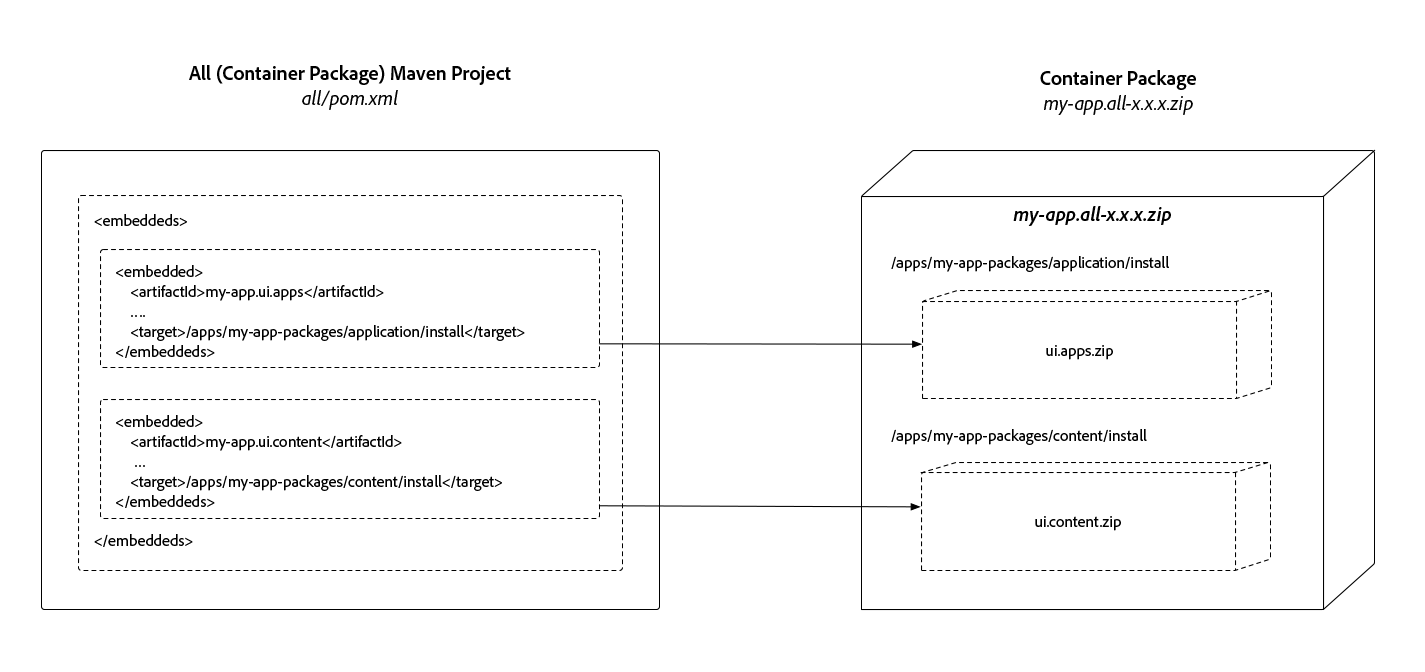 All (Container Package) Maven Project
all/pom.xml
<embeddeds>
<embedded>
<artifactId>my-app.ui.apps</artifactId>
....
<target>/apps/my-app-packages/application/install</target>
</embeddeds>
<embedded>
<artifactId>my-app.ui.content</artifactId>
...
<target>/apps/my-app-packages/content/install</target>
</embeddeds>
</embeddeds>
Container Package
my-app.all-x.x.x.zip
my-app.all-x.x.x.zip
/apps/my-app-packages/application/install
ui.apps.zip
/apps/my-app-packages/content/install
ui.content.zip